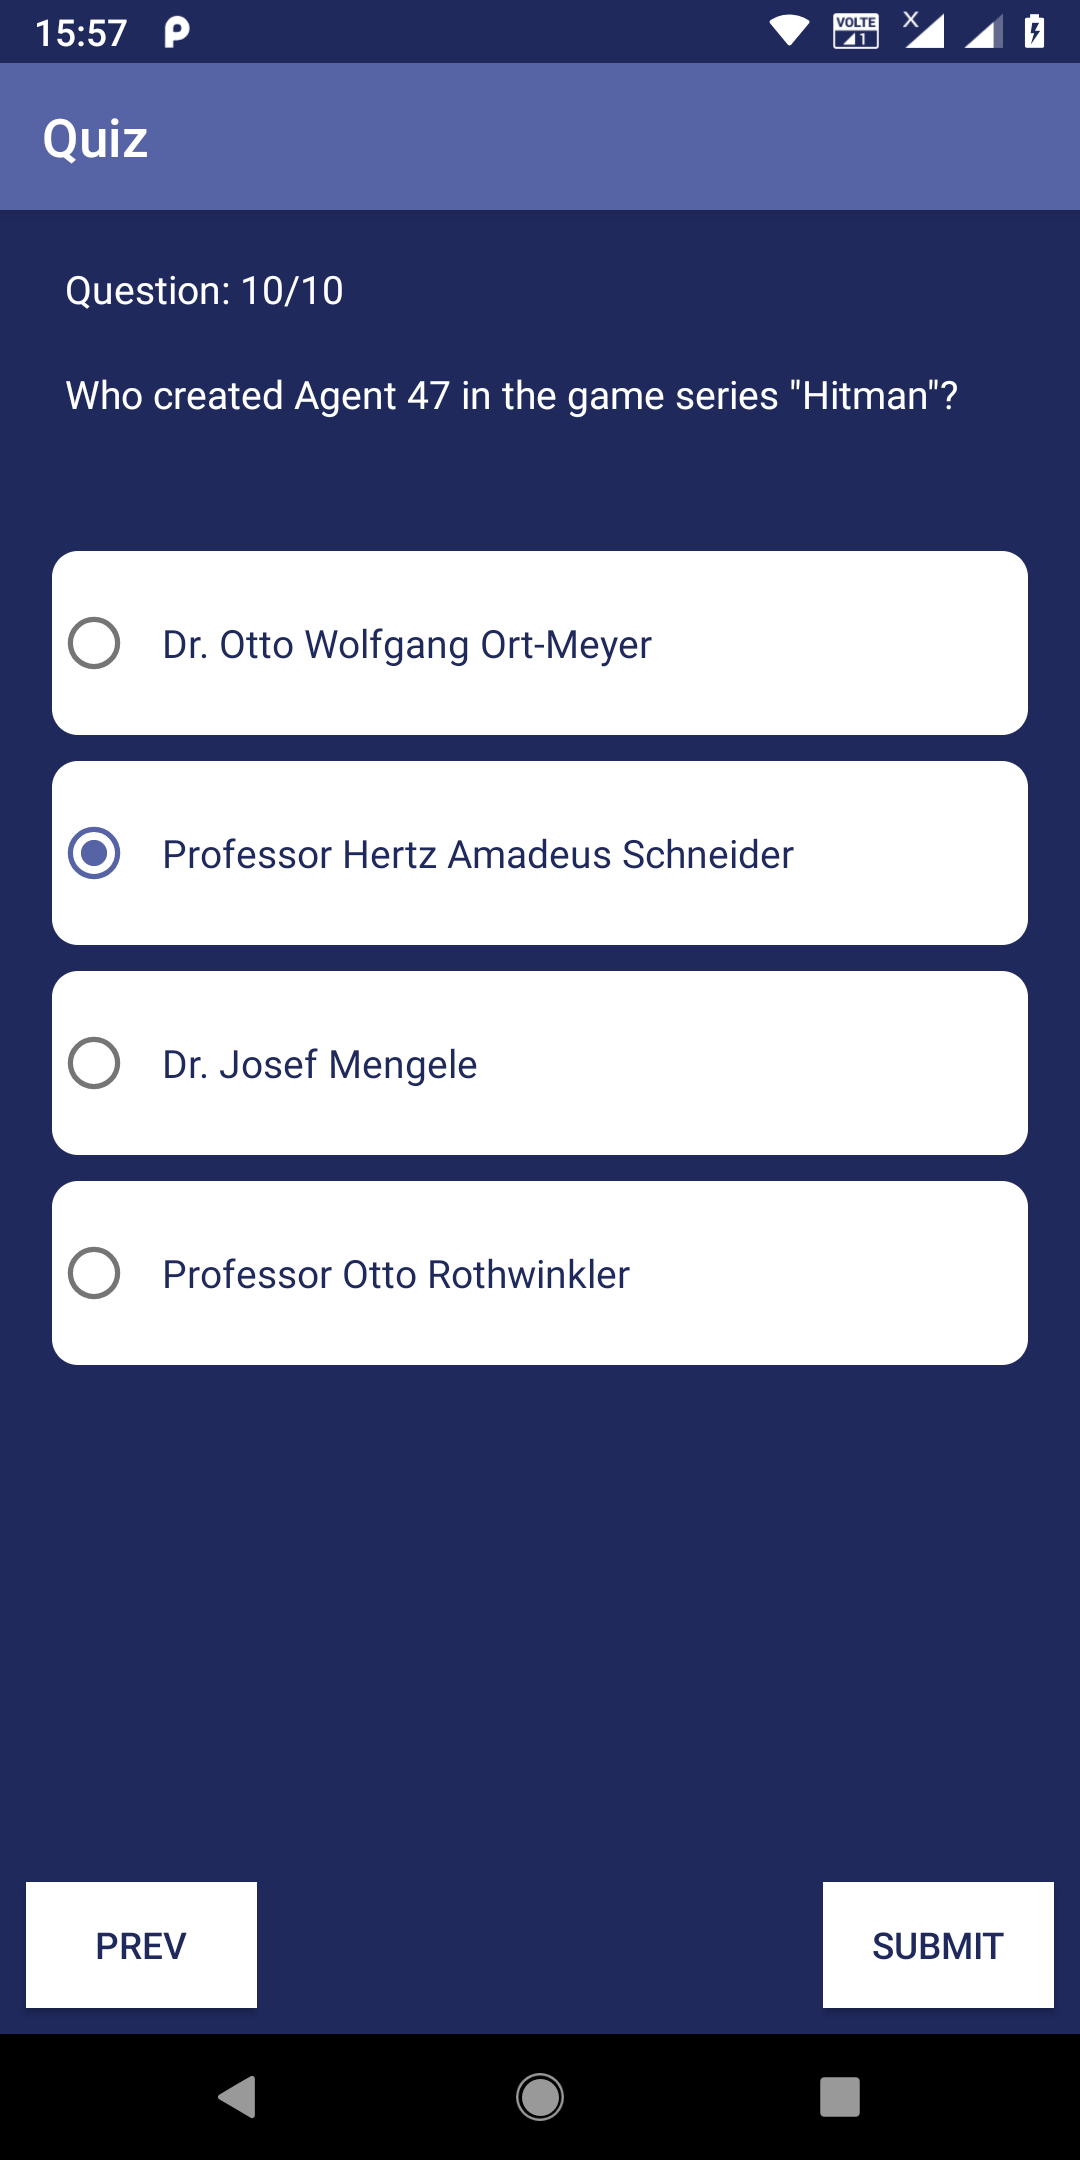 15:57
VOLTE
1
X
Quiz
Question: 10/10
Who created Agent 47 in the game series "Hitman"?
Dr. Otto Wolfgang Ort-Meyer
Professor Hertz Amadeus Schneider
Dr. Josef Mengele
Professor Otto Rothwinkler
PREV
SUBMIT